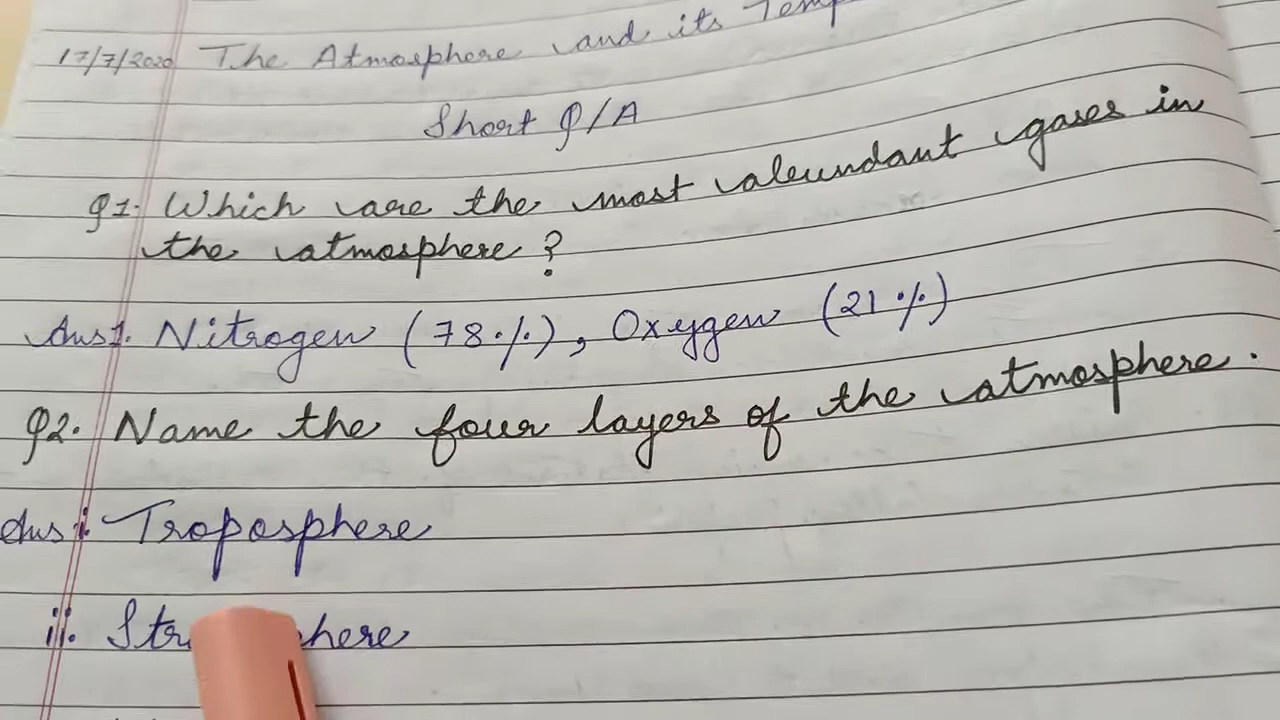 17/7/2020 The Atmosphere and its
Short Q/A
Q1. Which are the most abundant gases in
the atmosphere?
Ans1. Nitrogen (78%), Oxygen (21%)
Q2. Name the four layers of the atmosphere.
Ans i. Troposphere
ii.